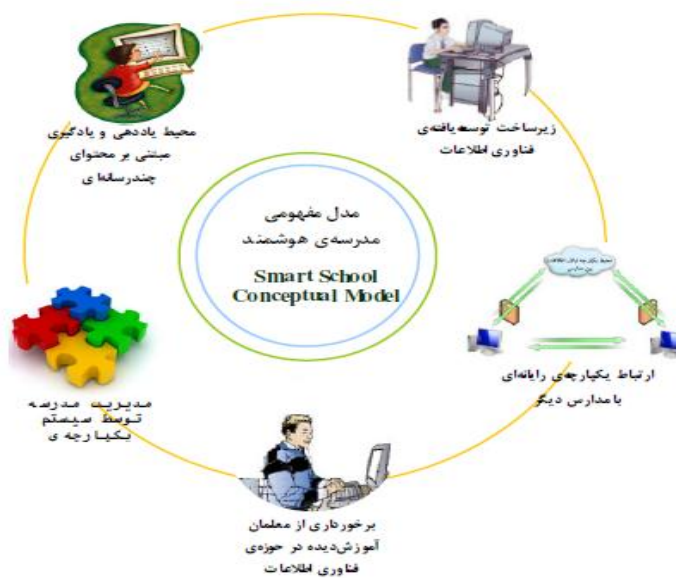 مدل مفهومی
مدرسه‌ی هوشمند
Smart School
Conceptual Model
زیرساخت توسعه‌یافته‌ی
فناوری اطلاعات
ارتباط یکپارچه‌ی رایانه‌ای
با مدارس دیگر
برخورداری از معلمان
آموزش‌دیده در حوزه‌ی
فناوری اطلاعات
مدیریت مدرسه
توسط سیستم
یکپارچه ی
محیط یاددهی و یادگیری
مبتنی بر محتوای
چندرسانه‌ای